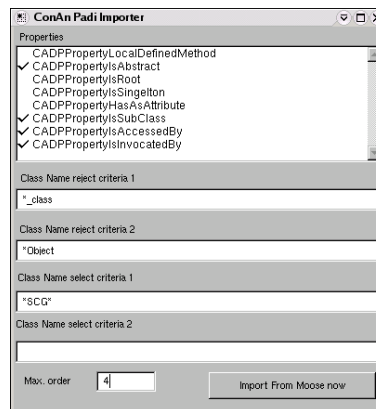 ConAn Padi Importer
Properties
CADPPropertyLocalDefinedMethod
CADPPropertyIsAbstract
CADPPropertyIsRoot
CADPPropertyIsSingelton
CADPPropertyHasAsAttribute
CADPPropertyIsSubClass
CADPPropertyIsAccessedBy
CADPPropertyIsInvocatedBy
Class Name reject criteria 1
*_class
Class Name reject criteria 2
*Object
Class Name select criteria 1
*SCG*
Class Name select criteria 2
Max. order 4 Import From Moose now